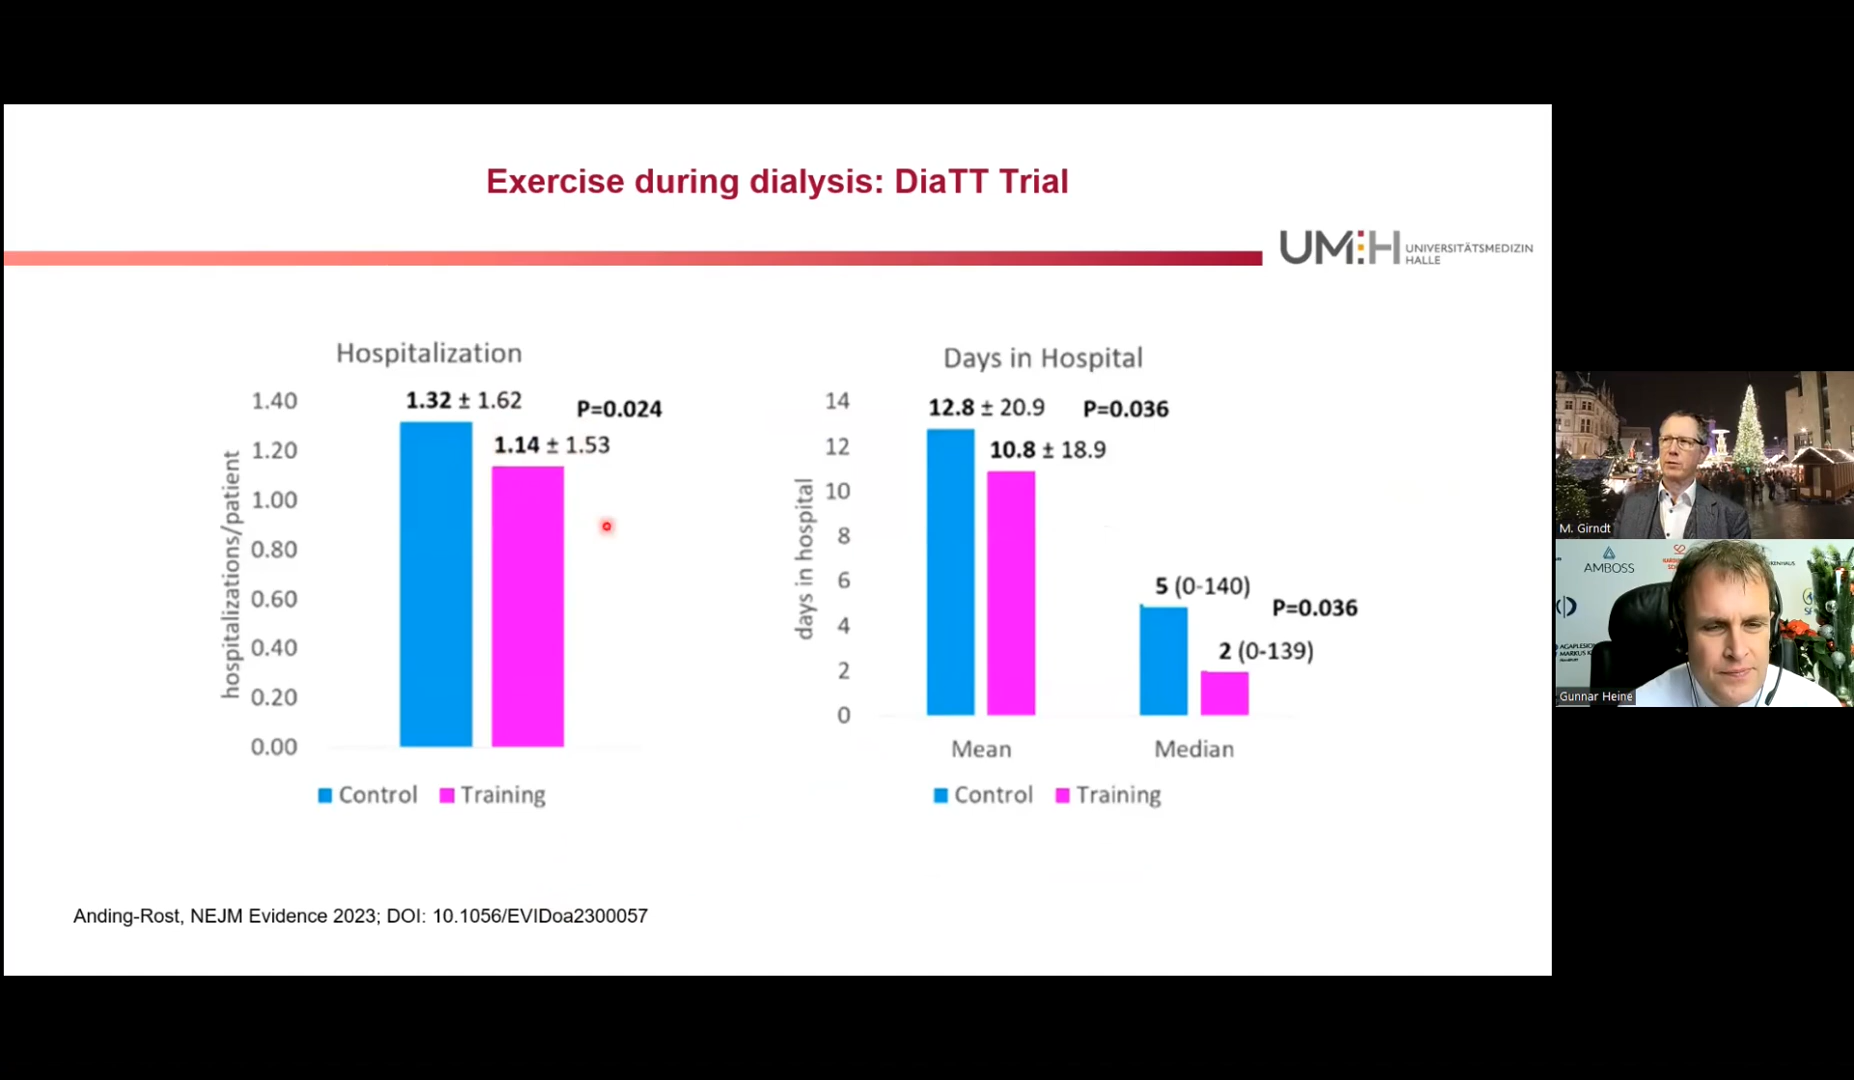 Exercise during dialysis: DiaTT Trial
UM:H UNIVERSITÄTSMEDIZIN
HALLE
Hospitalization
hospitalizations/patient
1.40
1.20
1.00
0.80
0.60
0.40
0.20
0.00
1.32 ± 1.62
P=0.024
1.14 ± 1.53
Control Training
Days in Hospital
days in hospital
14
12
10
8
6
4
2
0
12.8 ± 20.9
P=0.036
10.8 ± 18.9
5 (0-140)
P=0.036
2 (0-139)
Mean Median
Control Training
Anding-Rost, NEJM Evidence 2023; DOI: 10.1056/EVIDoa2300057
M. Girndt
AMBOSS
AGAPLESION
MARKUS
Gunnar Heine